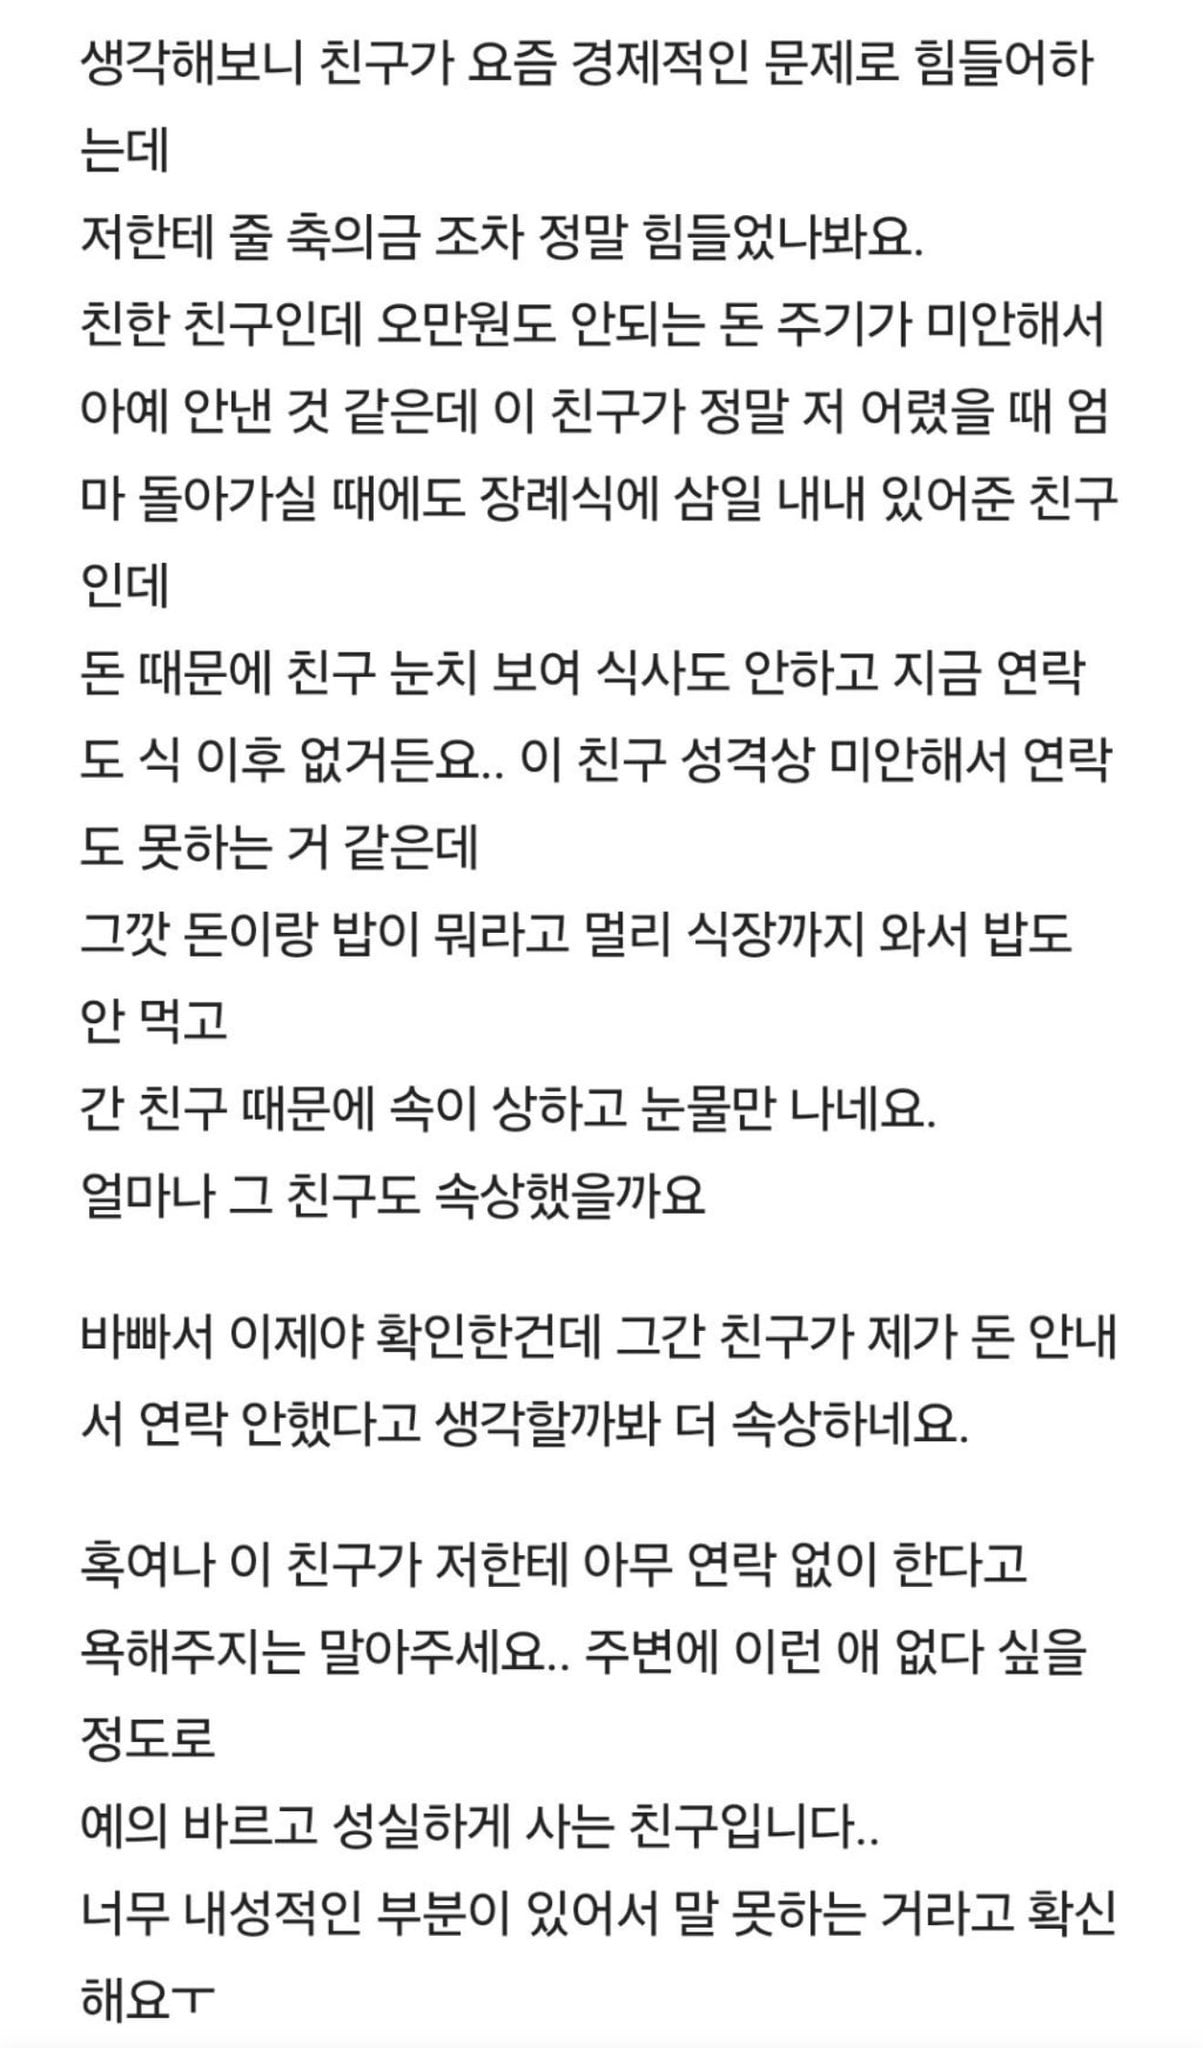 생각해보니 친구가 요즘 경제적인 문제로 힘들어하
는데
저한테 줄 축의금 조차 정말 힘들었나봐요.
친한 친구인데 오만원도 안되는 돈 주기가 미안해서
아예 안낸 것 같은데 이 친구가 정말 저 어렸을 때 엄
마 돌아가실 때에도 장례식에 삼일 내내 있어준 친구
인데
돈 때문에 친구 눈치 보여 식사도 안하고 지금 연락
도 식 이후 없거든요.. 이 친구 성격상 미안해서 연락
도 못하는 거 같은데
그깟 돈이랑 밥이 뭐라고 멀리 식장까지 와서 밥도
안 먹고
간 친구 때문에 속이 상하고 눈물만 나네요.
얼마나 그 친구도 속상했을까요
바빠서 이제야 확인한건데 그간 친구가 제가 돈 안내
서 연락 안했다고 생각할까봐 더 속상하네요.
혹여나 이 친구가 저한테 아무 연락 없이 한다고
욕해주지는 말아주세요.. 주변에 이런 애 없다 싶을
정도로
예의 바르고 성실하게 사는 친구입니다..
너무 내성적인 부분이 있어서 말 못하는 거라고 확신
해요ㅜ